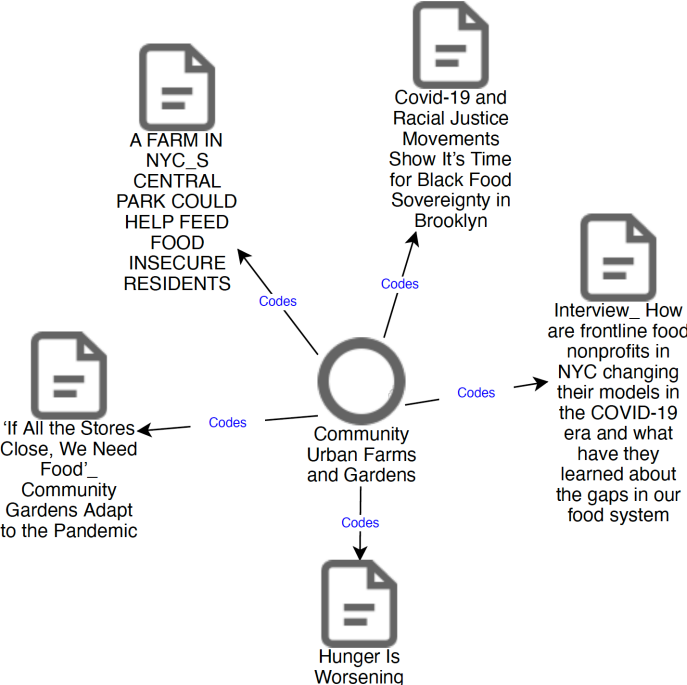 Covid-19 and
Racial Justice
Movements
Show It's Time
for Black Food
Sovereignty in
Brooklyn
A FARM IN
NYC_S
CENTRAL
PARK COULD
HELP FEED
FOOD
INSECURE
RESIDENTS
Codes
Codes
Interview_ How
are frontline food
nonprofits in
NYC changing
their models in
the COVID-19
era and what
have they
learned about
the gaps in our
food system
Codes
‘If All the Stores
Close, We Need
Food’_
Community
Gardens Adapt
to the Pandemic
Codes
Community
Urban Farms
and Gardens
Codes
Hunger Is
Worsening